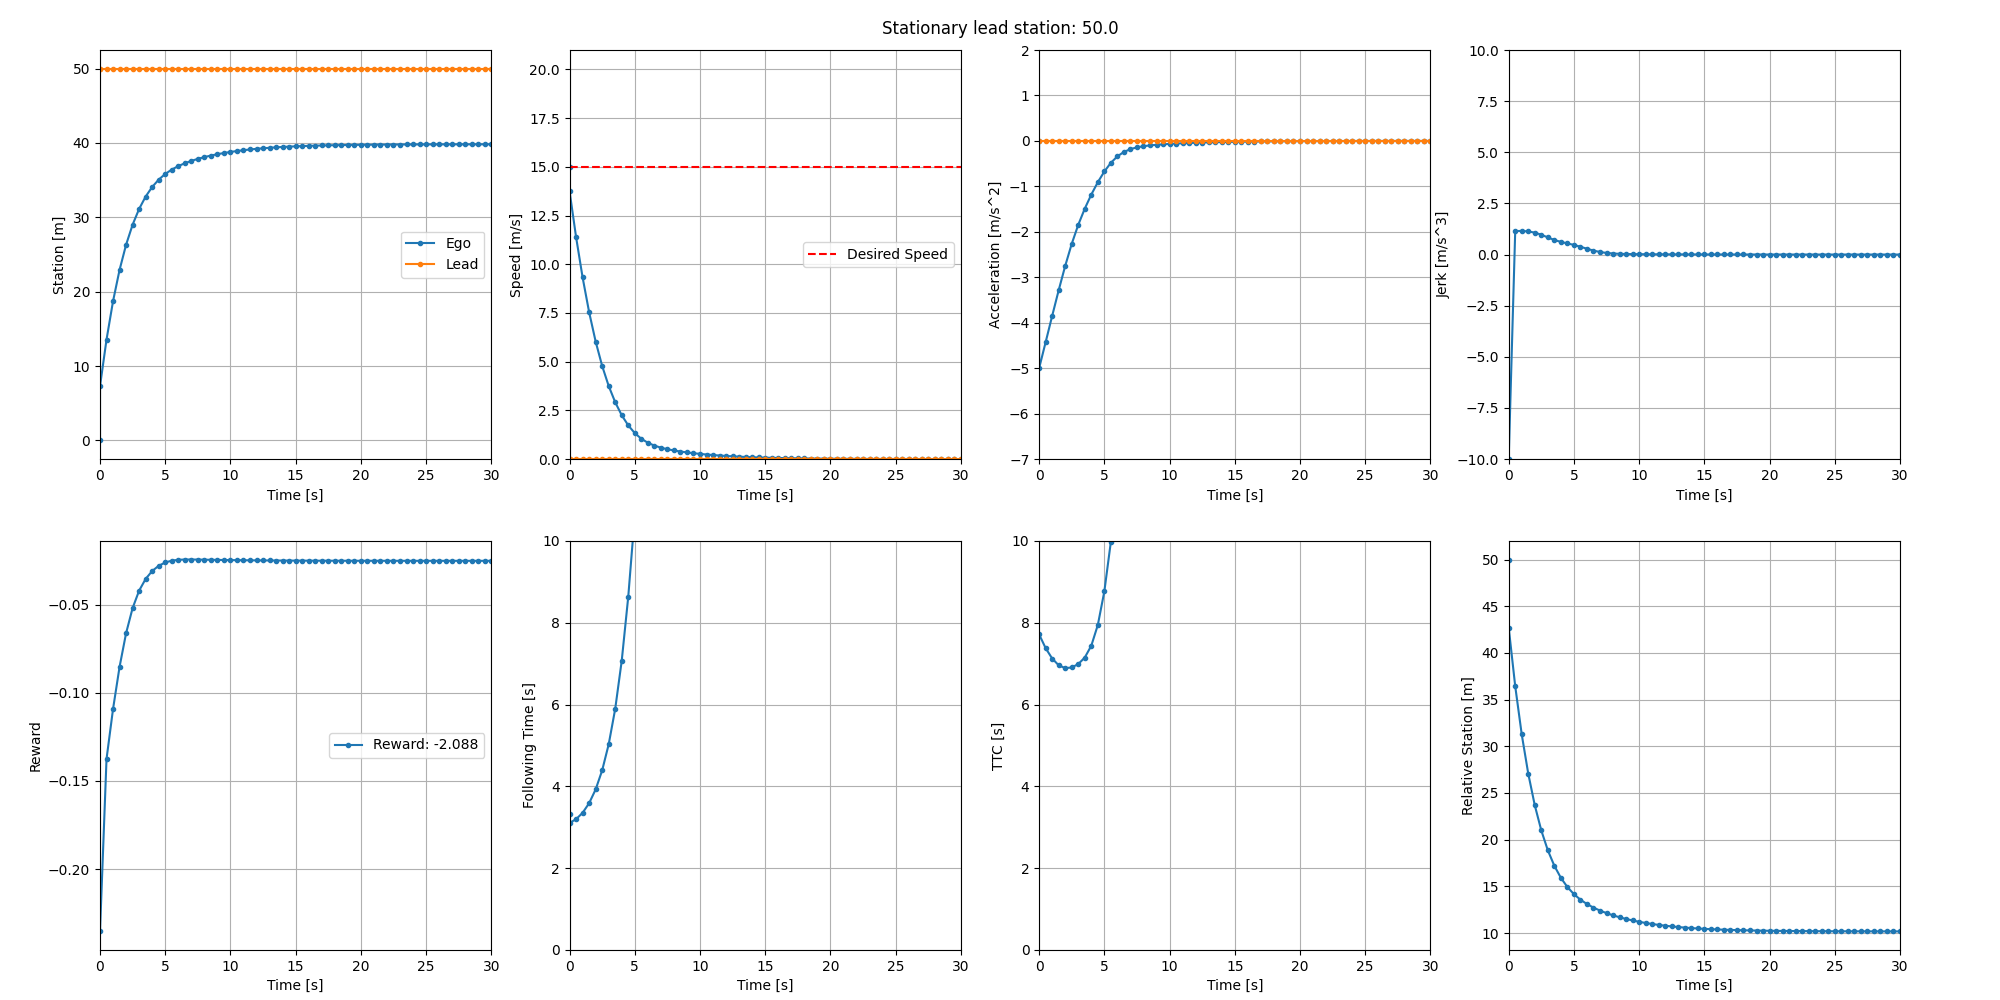 Stationary lead station: 50.0
Station [m]
50
40
30
20
10
0
Ego
Lead
0 5 10 15 20 25 30
Time [s]
Speed [m/s]
20.0
17.5
15.0
12.5
10.0
7.5
5.0
2.5
0.0
Desired Speed
0 5 10 15 20 25 30
Time [s]
Acceleration [m/s^2]
2
1
0
−1
−2
−3
−4
−5
−6
−7
0 5 10 15 20 25 30
Time [s]
Jerk [m/s^3]
10.0
7.5
5.0
2.5
0.0
−2.5
−5.0
−7.5
−10.0
0 5 10 15 20 25 30
Time [s]
Reward
−0.05
−0.10
−0.15
−0.20
Reward: -2.088
0 5 10 15 20 25 30
Time [s]
Following Time [s]
10
8
6
4
2
0
0 5 10 15 20 25 30
Time [s]
TTC [s]
10
8
6
4
2
0
0 5 10 15 20 25 30
Time [s]
Relative Station [m]
50
45
40
35
30
25
20
15
10
0 5 10 15 20 25 30
Time [s]